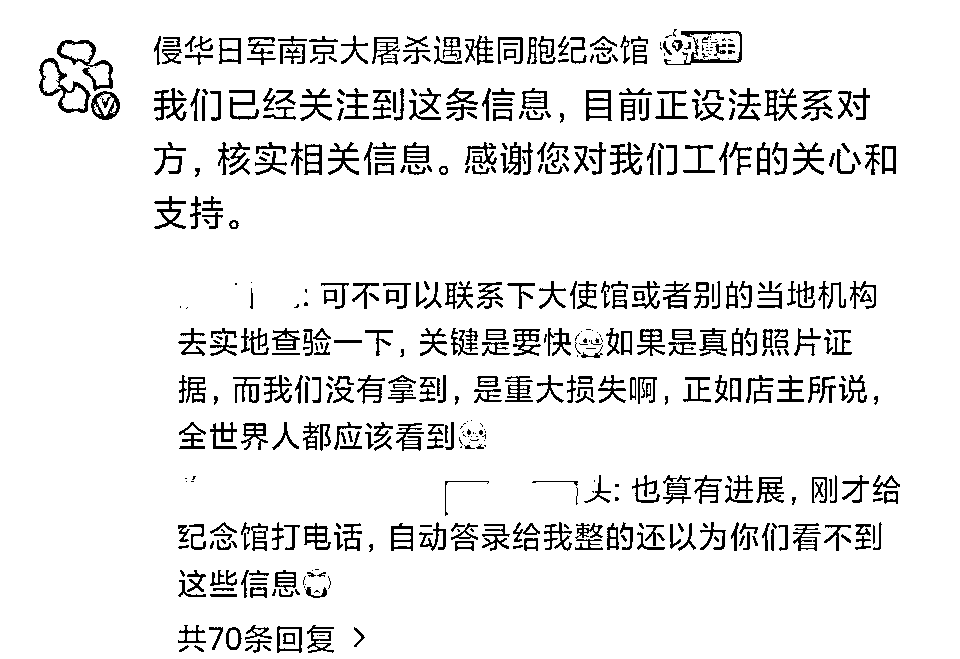 侵华日军南京大屠杀遇难同胞纪念馆
我们已经关注到这条信息，目前正设法联系对
方，核实相关信息。感谢您对我们工作的关心和
支持。
: 可不可以联系下大使馆或者别的当地机构
去实地查验一下，关键是要快如果是真的照片证
据，而我们没有拿到，是重大损失啊，正如店主所说，
全世界人都应该看到
: 也算有进展，刚才给
纪念馆打电话，自动答录给我整的还以为你们看不到
这些信息
共70条回复 >